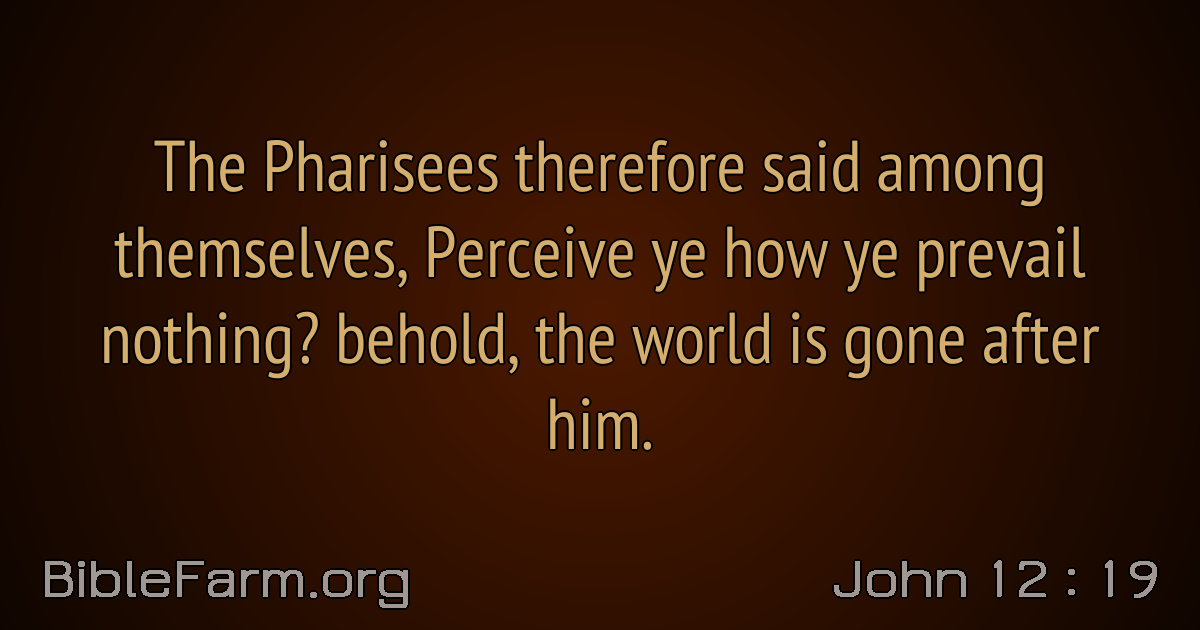 The Pharisees therefore said among
themselves, Perceive ye how ye prevail
nothing? behold, the world is gone after
him.
BibleFarm.org
John 12 : 19